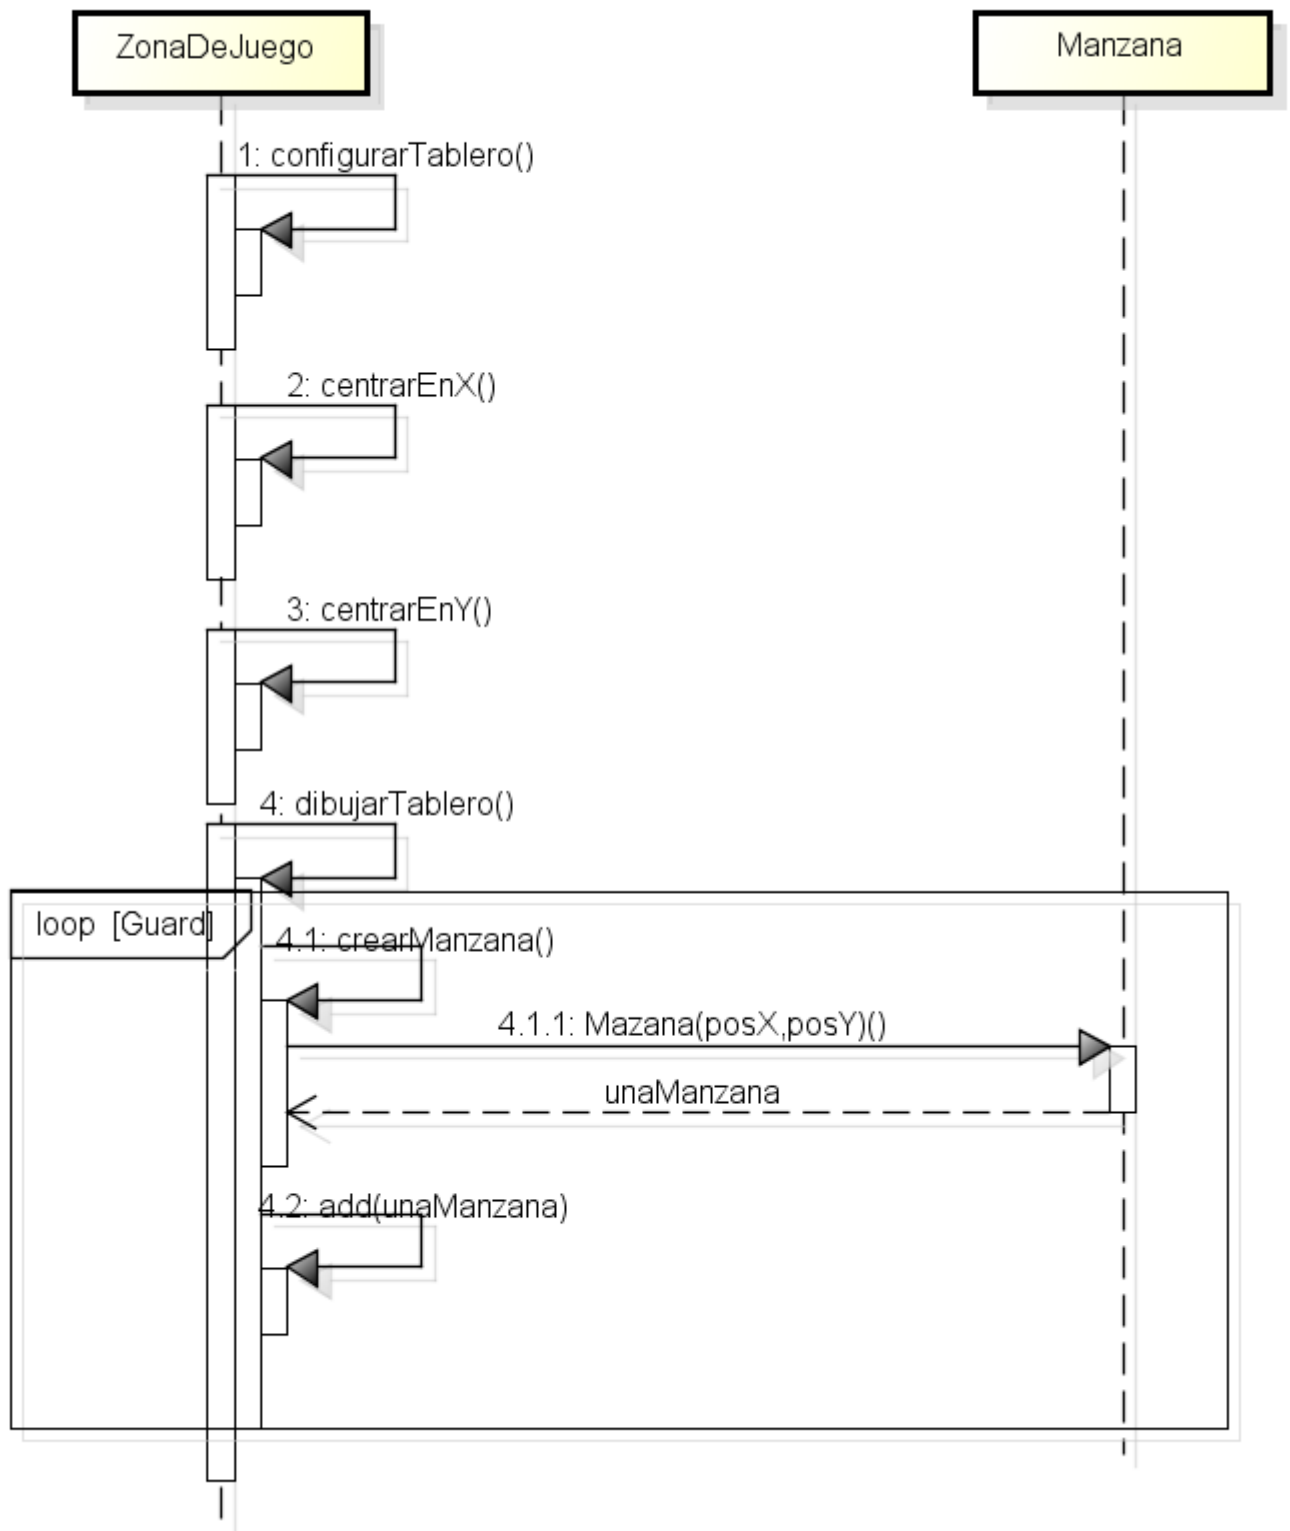 ZonaDeJuego
Manzana
1: configurarTablero()
2: centrarEnX()
3: centrarEnY()
4: dibujarTablero()
loop [Guard]
4.1: crearManzana()
4.1.1: Mazana(posX,posY)()
unaManzana
4.2: add(unaManzana)